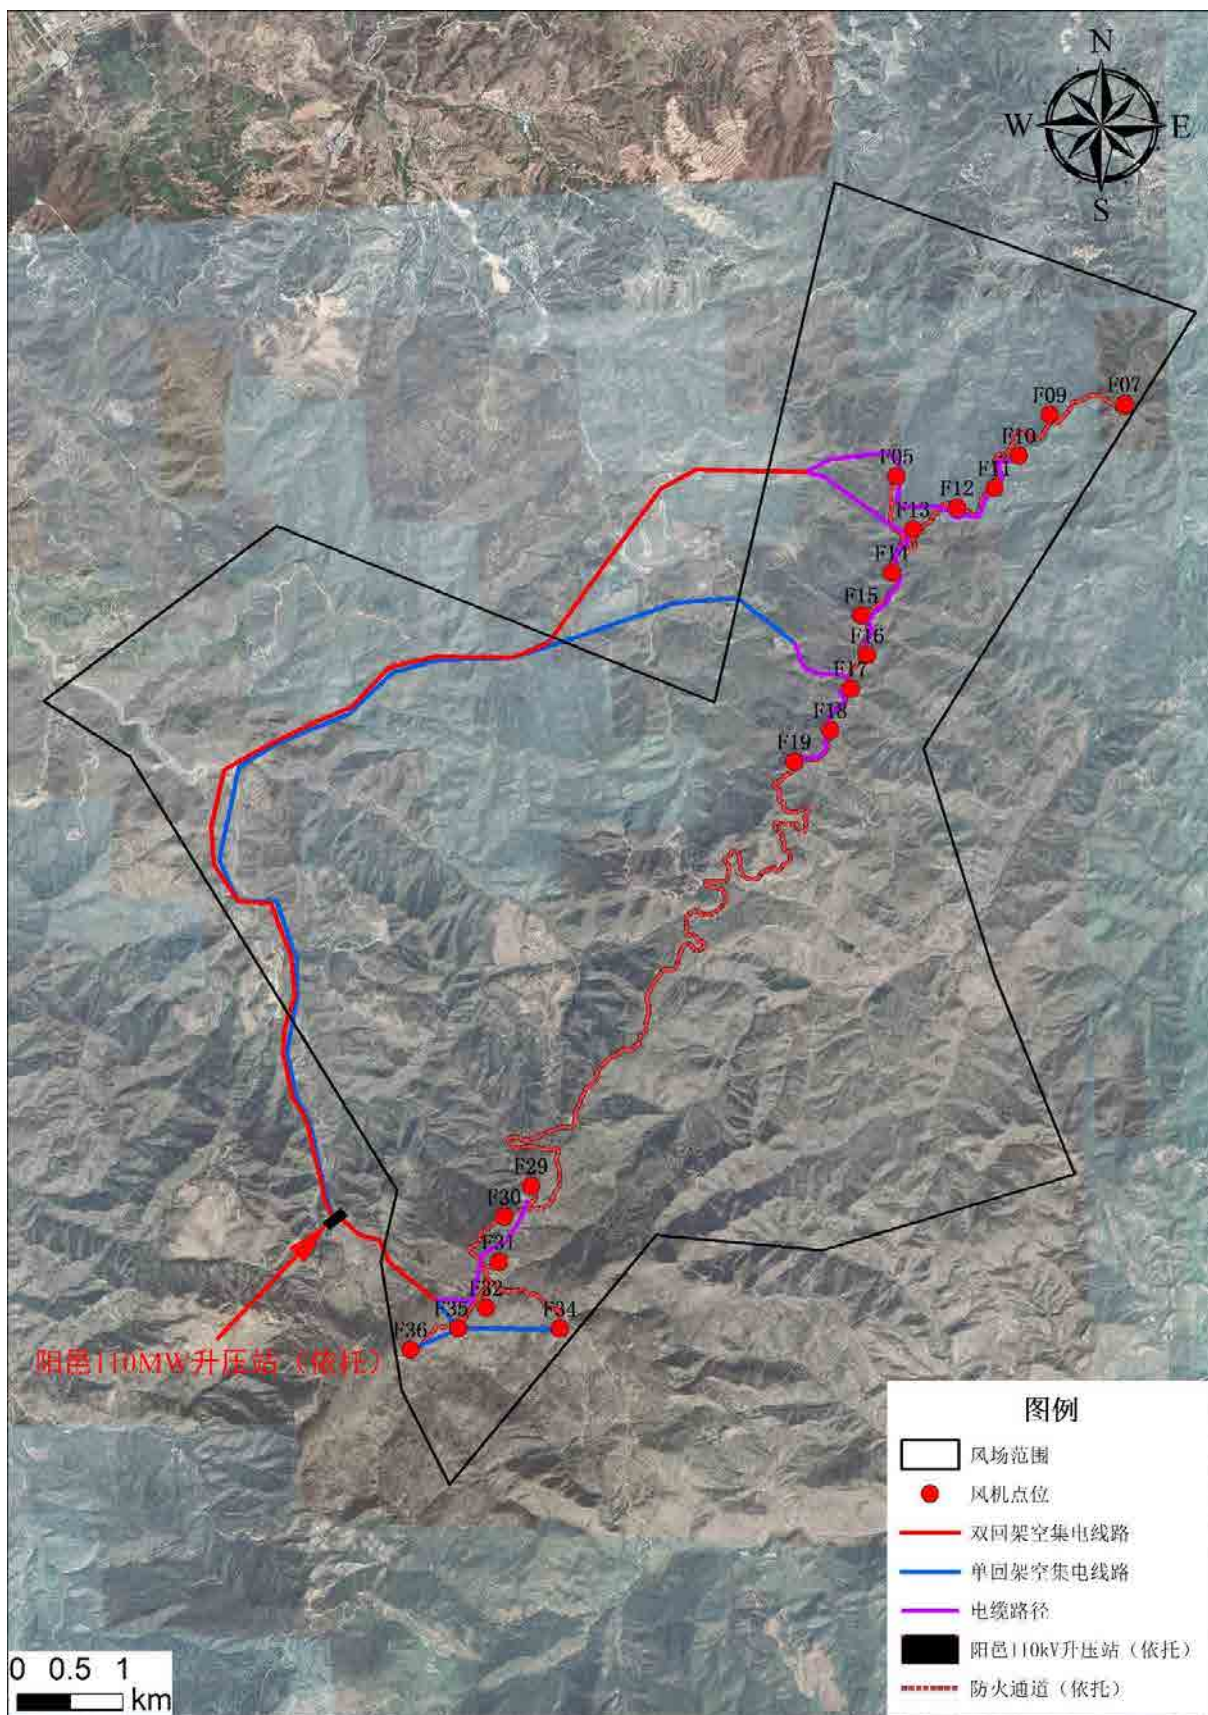 N
W
E
S
F07
F09
F10
F05
F11
F12
F13
F14
F15
F16
F17
F18
F19
F29
F30
F31
F32
F35
F34
F36
阳邑110MW升压站（依托）
图例
风场范围
风机点位
双回架空集电线路
单回架空集电线路
电缆路径
阳邑110kV升压站（依托）
防火通道（依托）
0 0.5 1
km